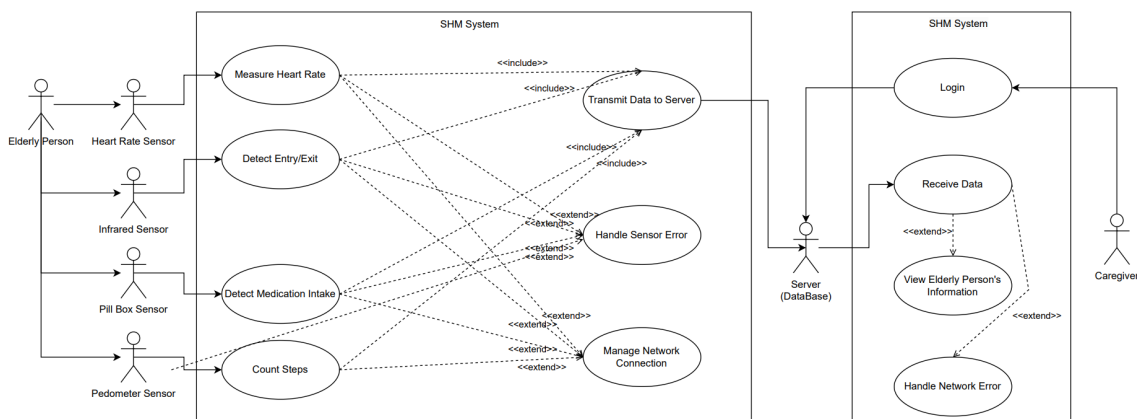 SHM System
SHM System
Measure Heart Rate
<<include>>
Login
<<include>>
Transmit Data to Server
Elderly Person
Heart Rate Sensor
Detect Entry/Exit
<<include>>
<<include>>
Receive Data
Infrared Sensor
<<extend>>
<<extend>>
Handle Sensor Error
<<extend>>
<<extend>>
<<extend>>
Server
(DataBase)
Caregiver
Pill Box Sensor
Detect Medication Intake
View Elderly Person's
Information
<<extend>>
<<extend>>
<<extend>>
<<extend>>
<<extend>>
Manage Network
Connection
Count Steps
Pedometer Sensor
Handle Network Error